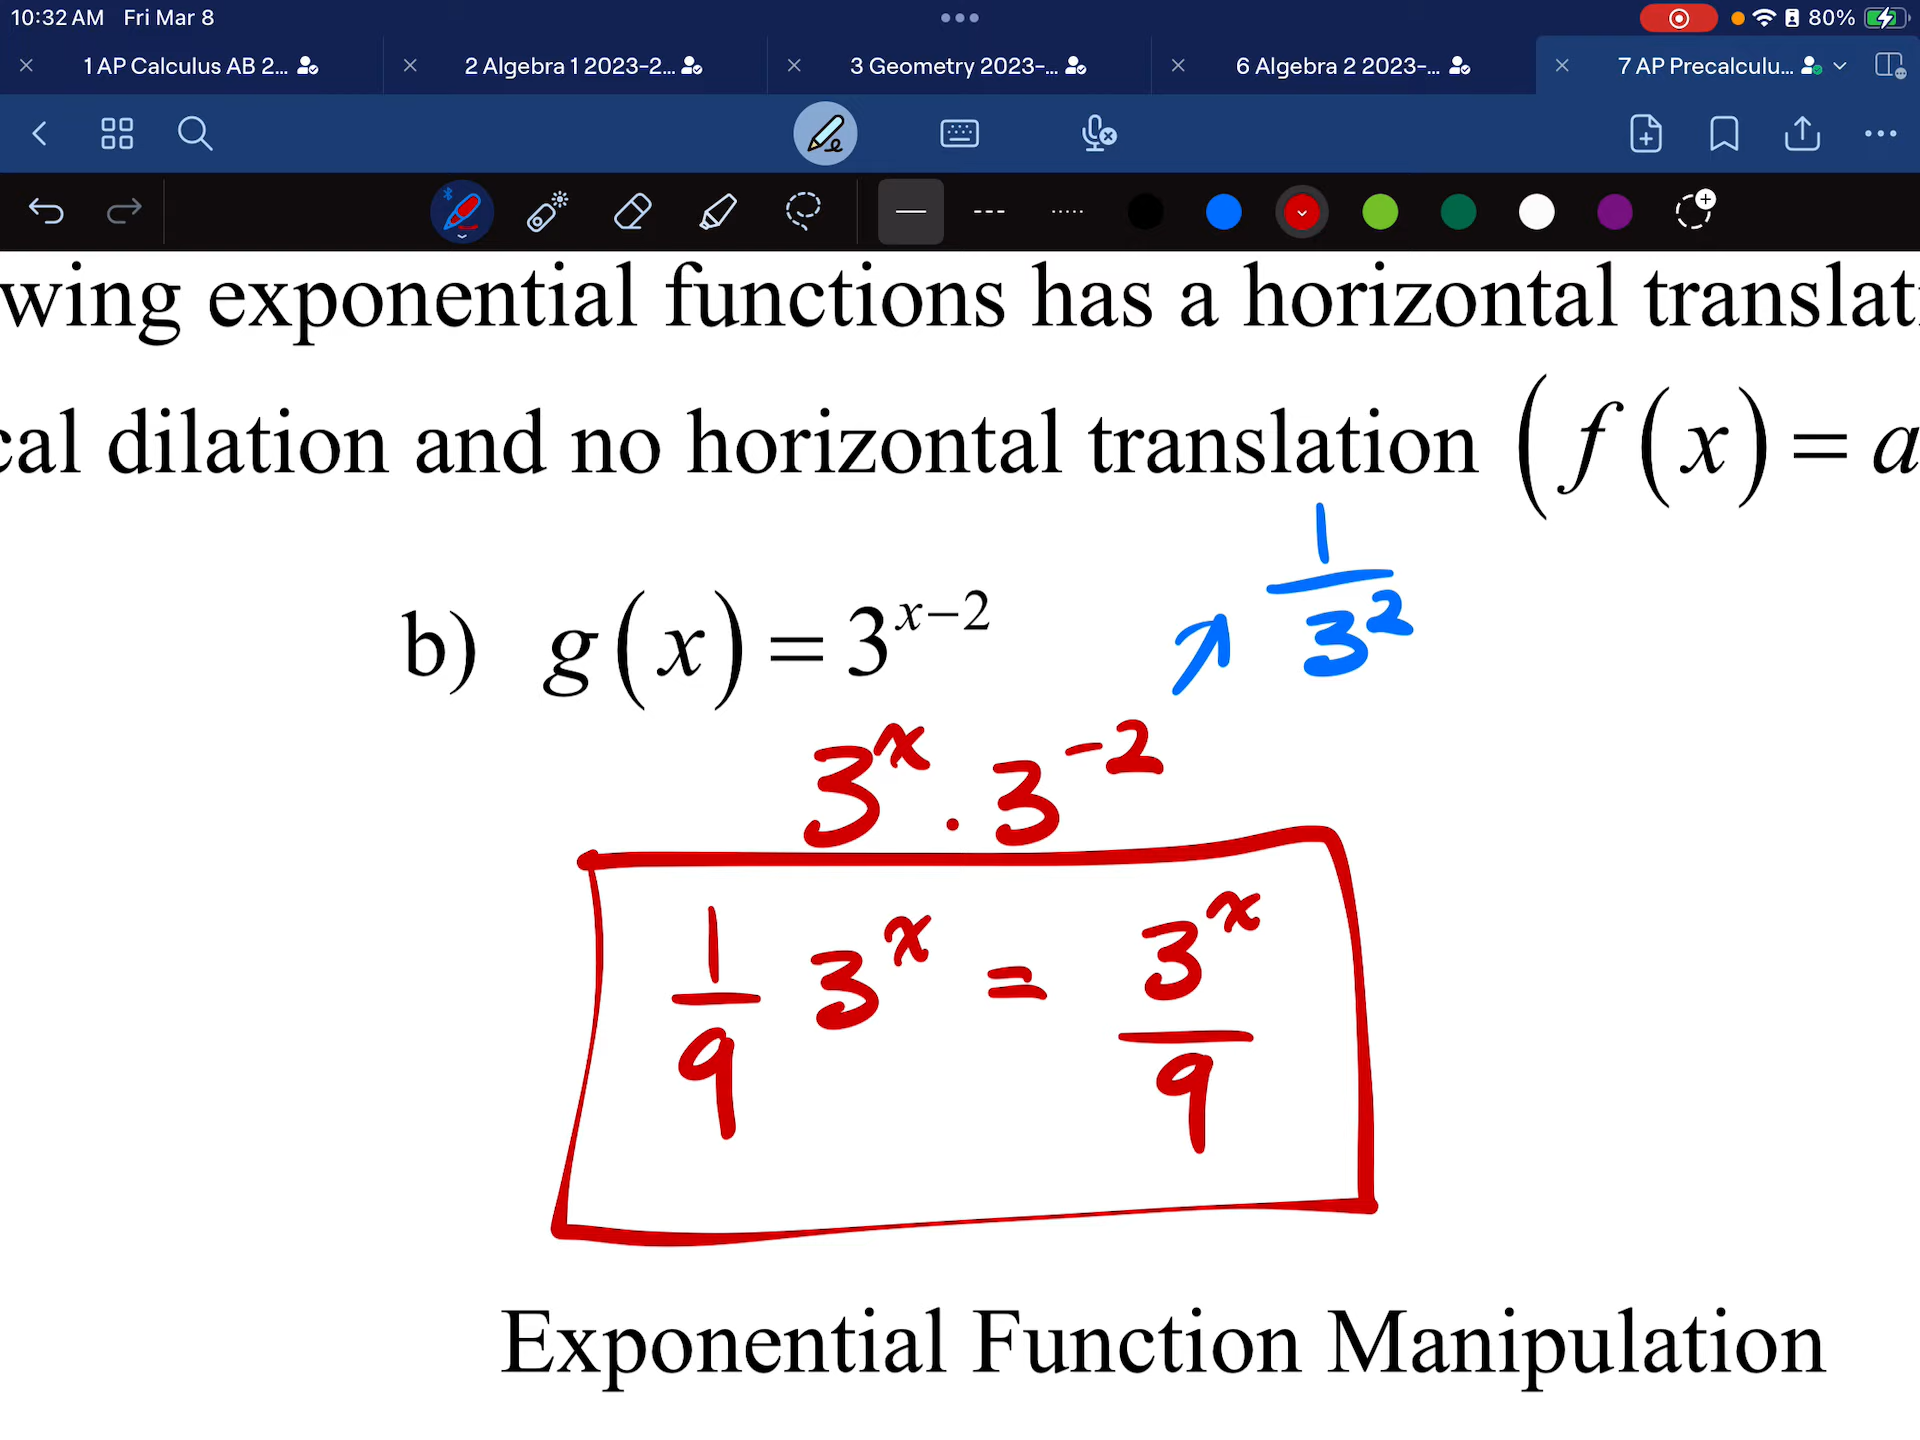 10:32 AM Fri Mar 8
80%
1 AP Calculus AB 2... 2 Algebra 1 2023-2... 3 Geometry 2023-... 6 Algebra 2 2023-... 7 AP Precalculu...
wing exponential functions has a horizontal translat
cal dilation and no horizontal translation (f(x) = a
b) g(x) = 3^{x-2}
1/3^2
3^x · 3^{-2}
1/9 3^x = 3^x/9
Exponential Function Manipulation